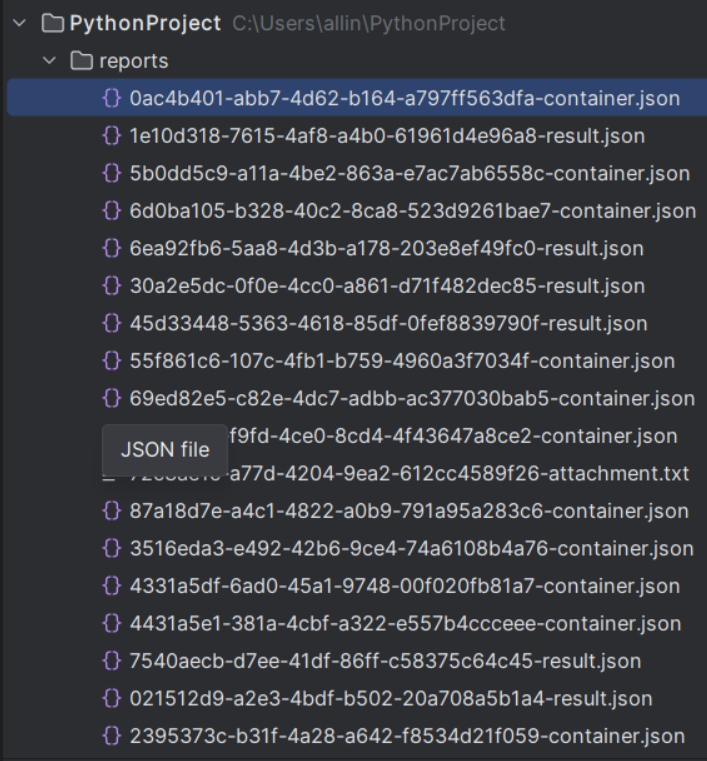 PythonProject C:\Users\allin\PythonProject
reports
0ac4b401-abb7-4d62-b164-a797ff563dfa-container.json
1e10d318-7615-4af8-a4b0-61961d4e96a8-result.json
5b0dd5c9-a11a-4be2-863a-e7ac7ab6558c-container.json
6d0ba105-b328-40c2-8ca8-523d9261bae7-container.json
6ea92fb6-5aa8-4d3b-a178-203e8ef49fc0-result.json
30a2e5dc-0f0e-4cc0-a861-d71f482dec85-result.json
45d33448-5363-4618-85df-0fef8839790f-result.json
55f861c6-107c-4fb1-b759-4960a3f7034f-container.json
69ed82e5-c82e-4dc7-adbb-ac377030bab5-container.json
f9fd-4ce0-8cd4-4f43647a8ce2-container.json
JSON file
-a77d-4204-9ea2-612cc4589f26-attachment.txt
87a18d7e-a4c1-4822-a0b9-791a95a283c6-container.json
3516eda3-e492-42b6-9ce4-74a6108b4a76-container.json
4331a5df-6ad0-45a1-9748-00f020fb81a7-container.json
4431a5e1-381a-4cbf-a322-e557b4ccceee-container.json
7540aecb-d7ee-41df-86ff-c58375c64c45-result.json
021512d9-a2e3-4bdf-b502-20a708a5b1a4-result.json
2395373c-b31f-4a28-a642-f8534d21f059-container.json